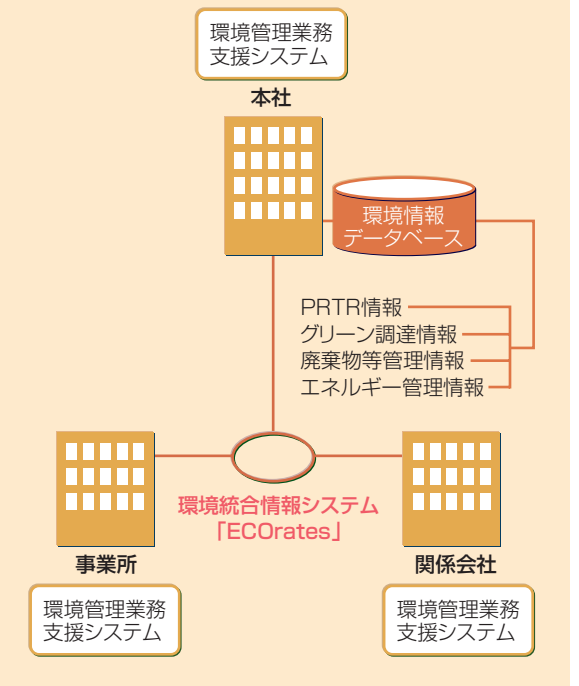 環境管理業務
支援システム
本社
環境情報
データベース
PRTR情報
グリーン調達情報
廃棄物等管理情報
エネルギー管理情報
環境統合情報システム
「ECOrates」
事業所
関係会社
環境管理業務
支援システム
環境管理業務
支援システム